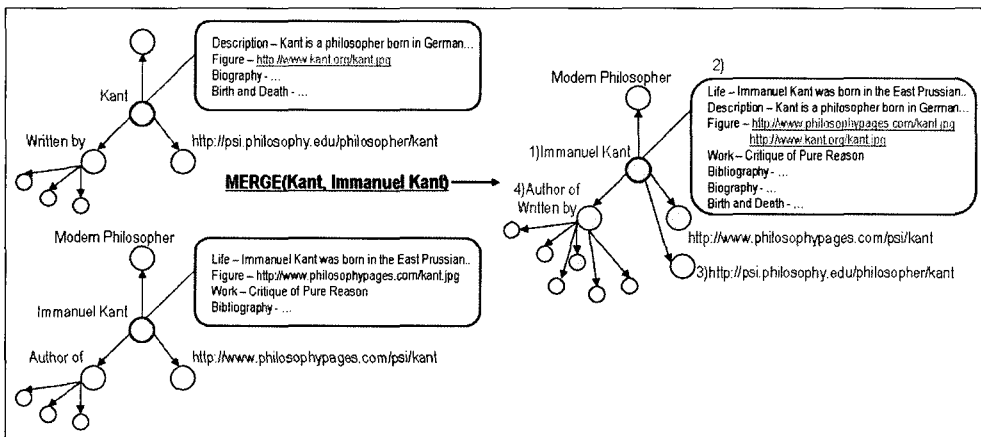 Description – Kant is a philosopher born in German...
Figure – http://www.kant.org/kant.jpg
Biography - ...
Birth and Death - ...
Kant
Written by
http://psi.philosophy.edu/philosopher/kant
MERGE(Kant, Immanuel Kant)
Modern Philosopher
Life – Immanuel Kant was born in the East Prussian..
Figure – http://www.philosophypages.com/kant.jpg
Work – Critique of Pure Reason
Bibliography - ...
Immanuel Kant
Author of
http://www.philosophypages.com/psi/kant
2)
Modern Philosopher
Life – Immanuel Kant was born in the East Prussian..
Description – Kant is a philosopher born in German...
Figure – http://www.philosophypages.com/kant.jpg
http://www.kant.org/kant.jpg
Work – Critique of Pure Reason
Bibliography - ...
Biography - ...
Birth and Death - ...
1)Immanuel Kant
4)Author of
Written by
http://www.philosophypages.com/psi/kant
3)http://psi.philosophy.edu/philosopher/kant